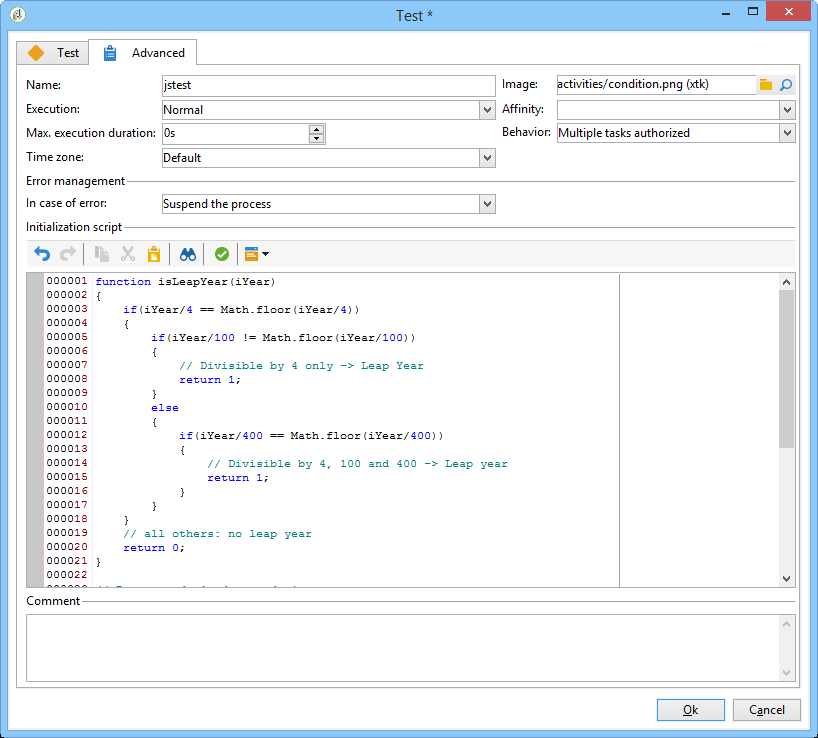 Test *
Test
Advanced
Name: jstest
Image: activities/condition.png (xtk)
Execution: Normal
Affinity:
Max. execution duration: 0s
Behavior: Multiple tasks authorized
Time zone: Default
Error management
In case of error: Suspend the process
Initialization script
000001 function isLeapYear(iYear)
000002 {
000003     if(iYear/4 == Math.floor(iYear/4))
000004     {
000005         if(iYear/100 != Math.floor(iYear/100))
000006         {
000007             // Divisible by 4 only -> Leap Year
000008             return 1;
000009         }
000010         else
000011         {
000012             if(iYear/400 == Math.floor(iYear/400))
000013             {
000014                 // Divisible by 4, 100 and 400 -> Leap year
000015                 return 1;
000016             }
000017         }
000018     }
000019     // all others: no leap year
000020     return 0;
000021 }
000022
Comment
Ok
Cancel